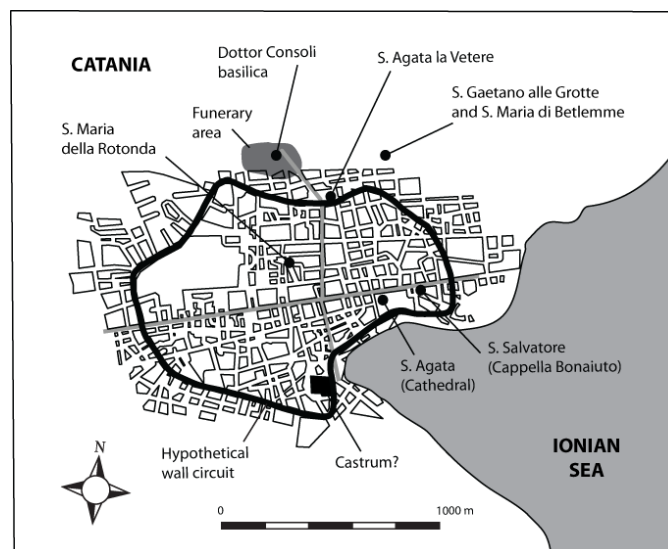 CATANIA
Dottor Consoli
basilica
S. Agata la Vetere
S. Gaetano alle Grotte
and S. Maria di Betlemme
Funerary
area
S. Maria
della Rotonda
S. Agata
(Cathedral)
S. Salvatore
(Cappella Bonaiuto)
Hypothetical
wall circuit
Castrum?
IONIAN
SEA
N
0
1000 m